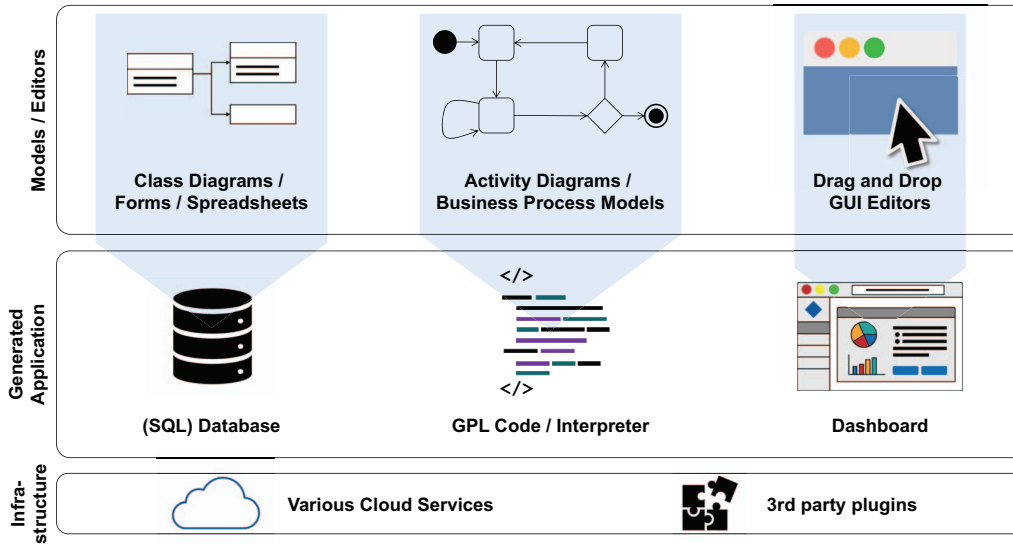 Models / Editors
Class Diagrams /
Forms / Spreadsheets
Activity Diagrams /
Business Process Models
Drag and Drop
GUI Editors
Generated
Application
</>
</>
(SQL) Database
GPL Code / Interpreter
Dashboard
Infra-
structure
Various Cloud Services
3rd party plugins